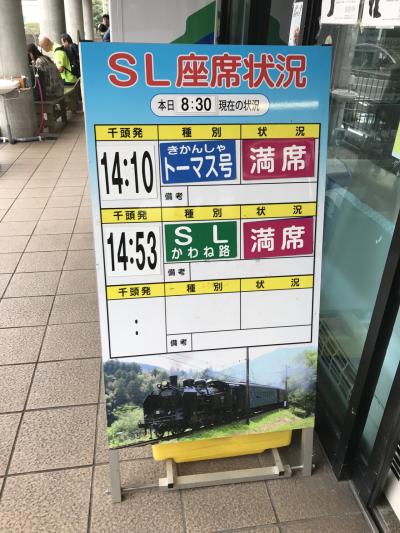 SL座席状況
本日 8:30 現在の状況
千頭発 種別 状況
14:10 きかんしゃ トーマス号 満席
備考
千頭発 種別 状況
14:53 SL かわね路 満席
備考
千頭発 種別 状況
:
備考